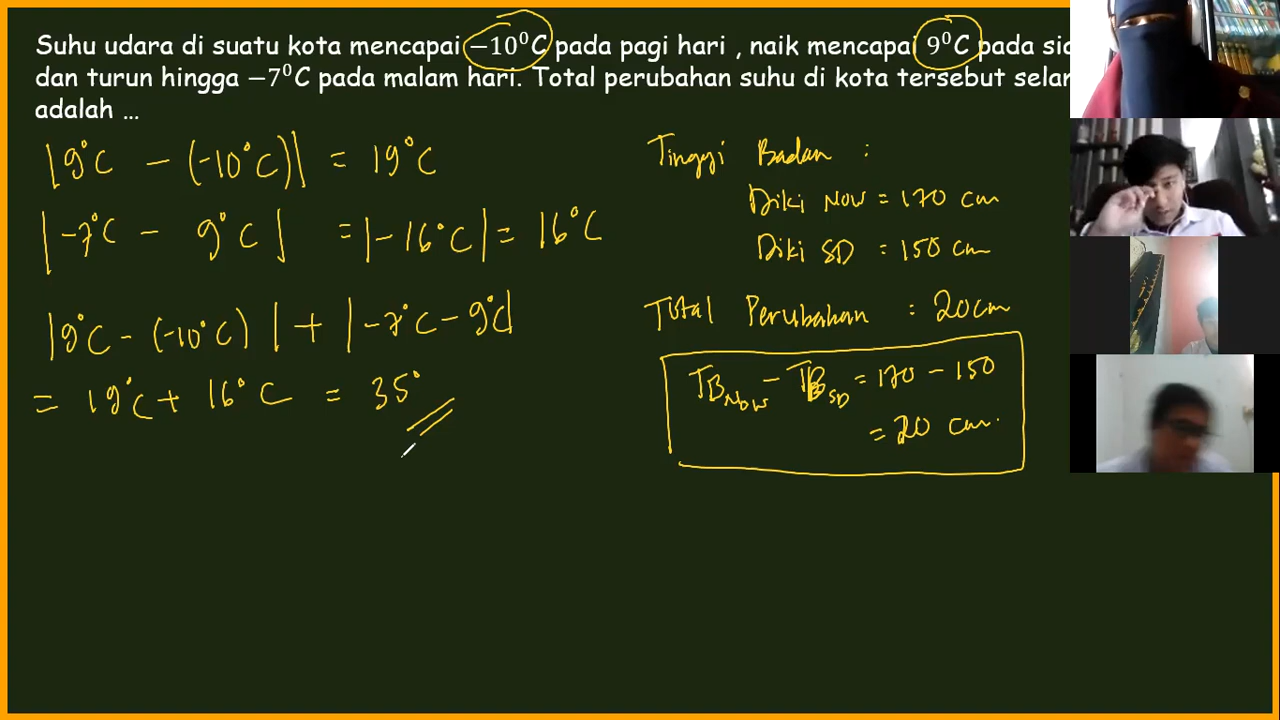 Suhu udara di suatu kota mencapai −10⁰C pada pagi hari , naik mencapai 9⁰C pada
dan turun hingga −7⁰C pada malam hari. Total perubahan suhu di kota tersebut
adalah ...
|9°C − (-10°C)| = 19°C
|-7°C − 9°C| = |-16°C| = 16°C
|9°C - (-10°C)| + |-7°C - 9°C|
= 19°C + 16°C = 35°
Tinggi Badan :
Diki Now = 170 cm
Diki SD = 150 cm
Total Perubahan : 20cm
TB Now − TB SD = 170 − 150
= 20 cm.